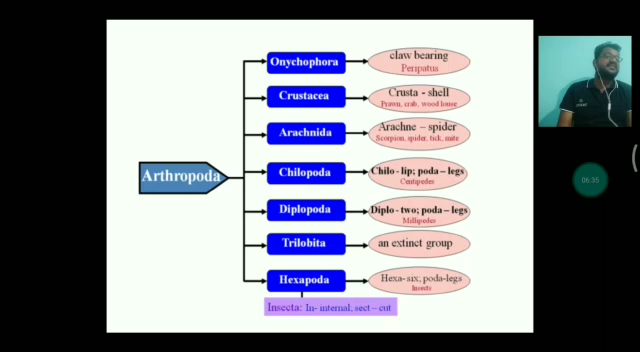 Arthropoda
Onychophora
claw bearing
Peripatus
Crustacea
Crusta - shell
Prawn, crab, wood louse
Arachnida
Arachne – spider
Scorpion, spider, tick, mite
Chilopoda
Chilo - lip; poda – legs
Centipedes
Diplopoda
Diplo - two; poda – legs
Millipedes
Trilobita
an extinct group
Hexapoda
Hexa- six; poda-legs
Insects
Insecta: In- internal; sect – cut
06:35